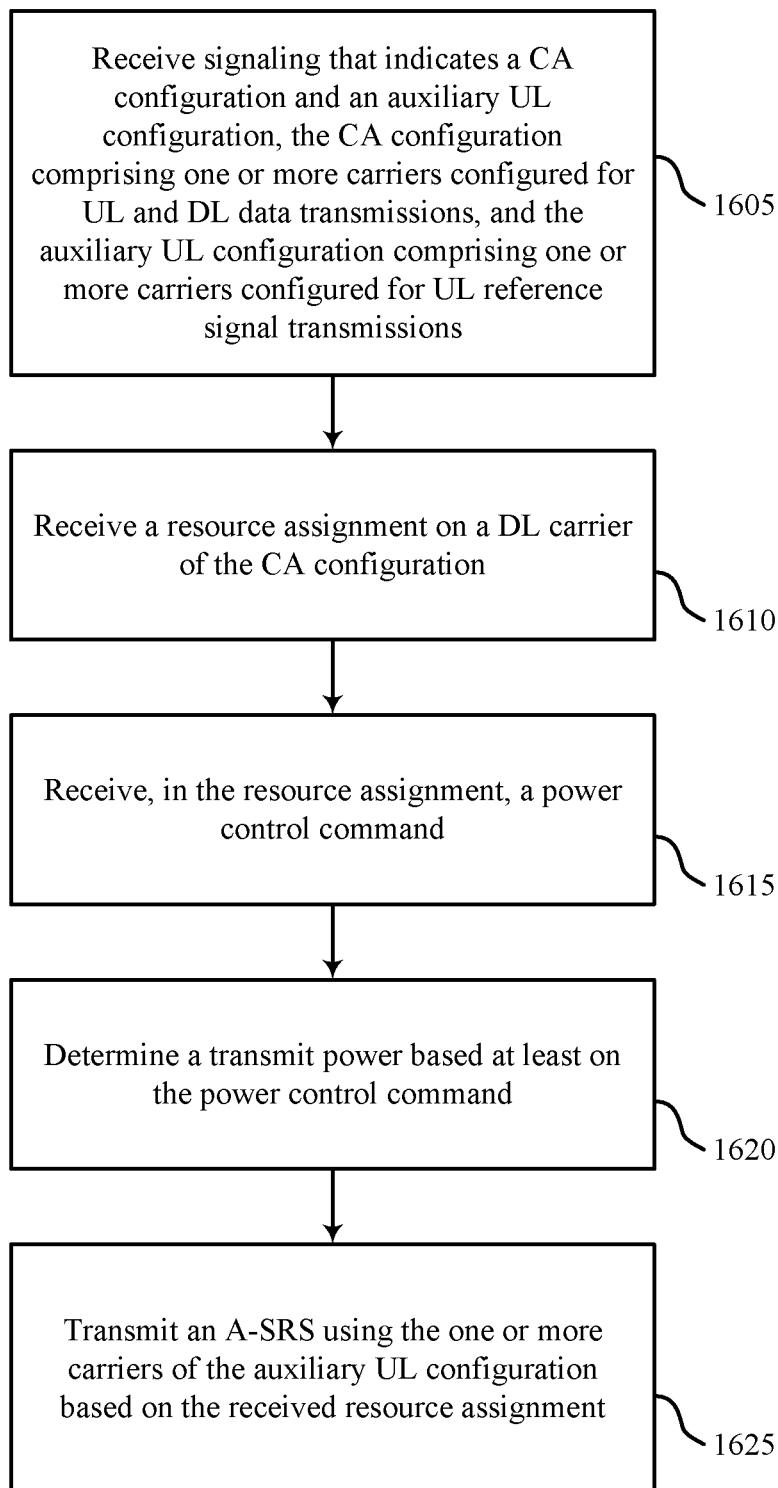 Receive signaling that indicates a CA
configuration and an auxiliary UL
configuration, the CA configuration
comprising one or more carriers configured for
UL and DL data transmissions, and the
auxiliary UL configuration comprising one or
more carriers configured for UL reference
signal transmissions
1605
Receive a resource assignment on a DL carrier
of the CA configuration
1610
Receive, in the resource assignment, a power
control command
1615
Determine a transmit power based at least on
the power control command
1620
Transmit an A-SRS using the one or more
carriers of the auxiliary UL configuration
based on the received resource assignment
1625